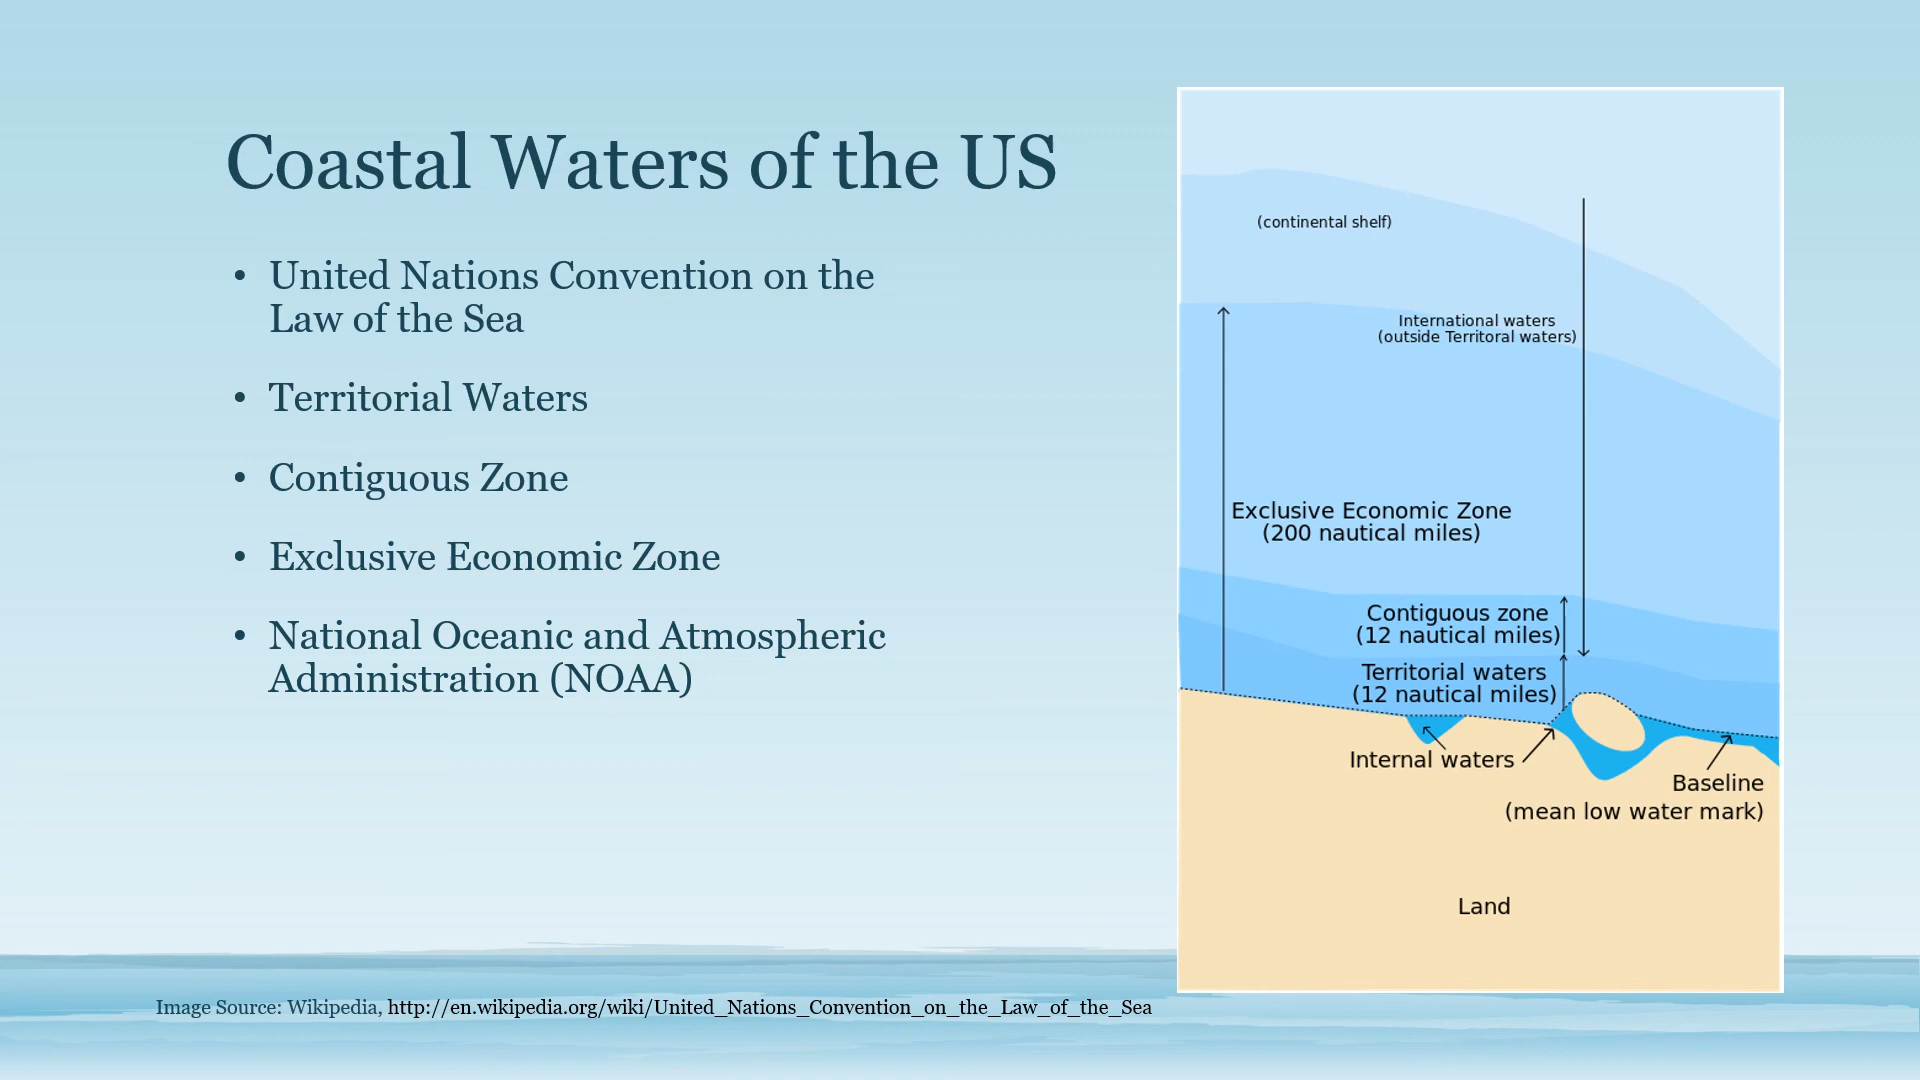 Coastal Waters of the US
• United Nations Convention on the
Law of the Sea
• Territorial Waters
• Contiguous Zone
• Exclusive Economic Zone
• National Oceanic and Atmospheric
Administration (NOAA)
(continental shelf)
International waters
(outside Territoral waters)
Exclusive Economic Zone
(200 nautical miles)
Contiguous zone
(12 nautical miles)
Territorial waters
(12 nautical miles)
Internal waters
Baseline
(mean low water mark)
Land
Image Source: Wikipedia, http://en.wikipedia.org/wiki/United_Nations_Convention_on_the_Law_of_the_Sea